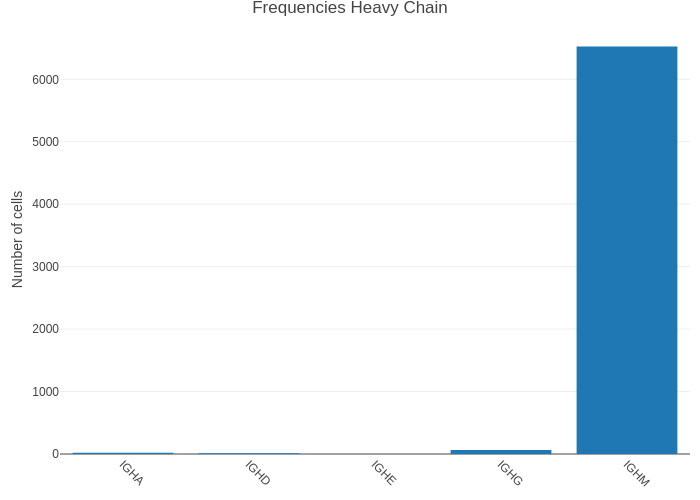 Frequencies Heavy Chain
Number of cells
6000
5000
4000
3000
2000
1000
0
IGHA
IGHD
IGHE
IGHG
IGHM